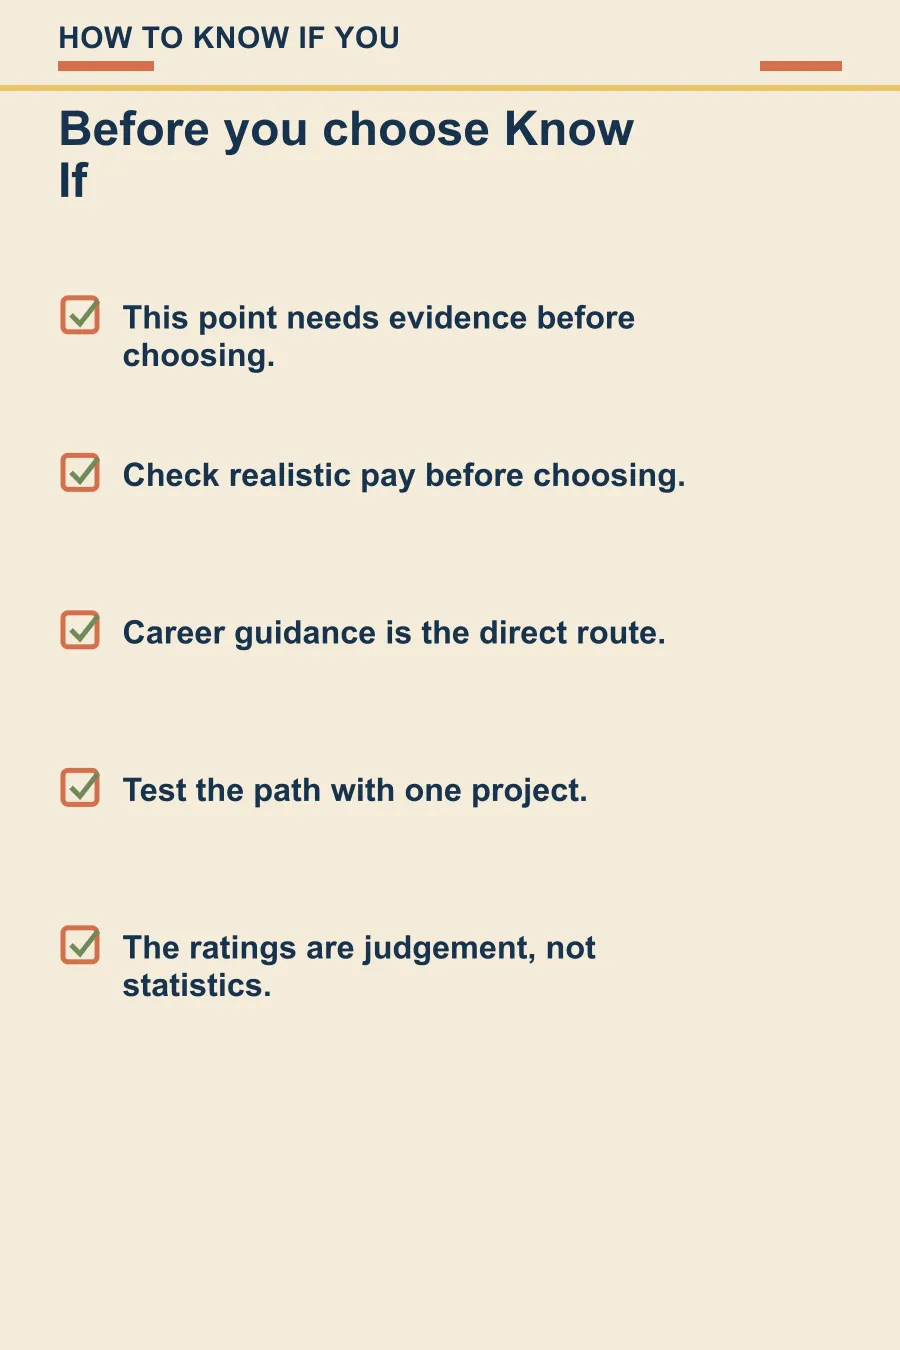 HOW TO KNOW IF YOU
Before you choose Know
If
This point needs evidence before
choosing.
Check realistic pay before choosing.
Career guidance is the direct route.
Test the path with one project.
The ratings are judgement, not
statistics.